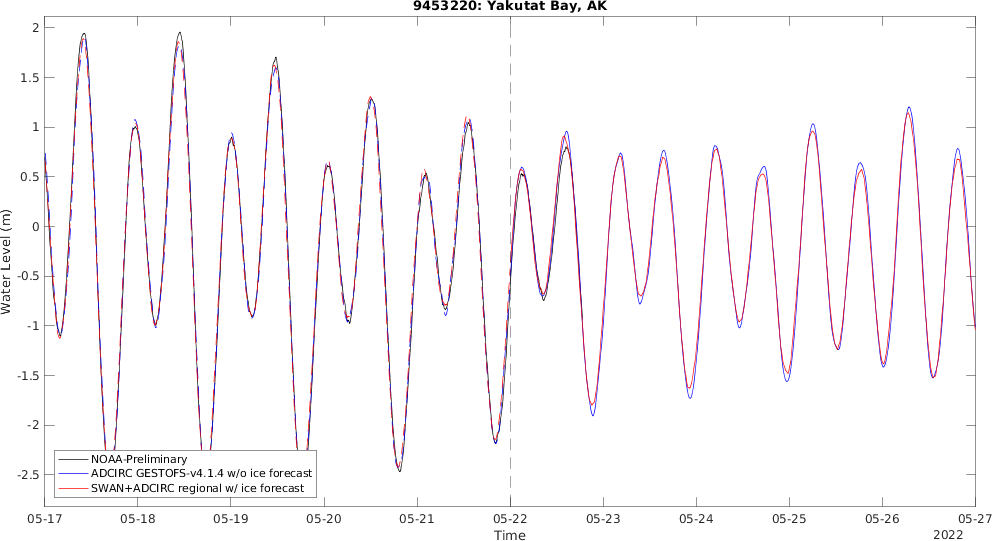 9453220: Yakutat Bay, AK
Water Level (m)
2
1.5
1
0.5
0
-0.5
-1
-1.5
-2
-2.5
NOAA-Preliminary
ADCIRC GESTOFS-v4.1.4 w/o ice forecast
SWAN+ADCIRC regional w/ ice forecast
05-17 05-18 05-19 05-20 05-21 05-22 05-23 05-24 05-25 05-26 05-27
Time
2022